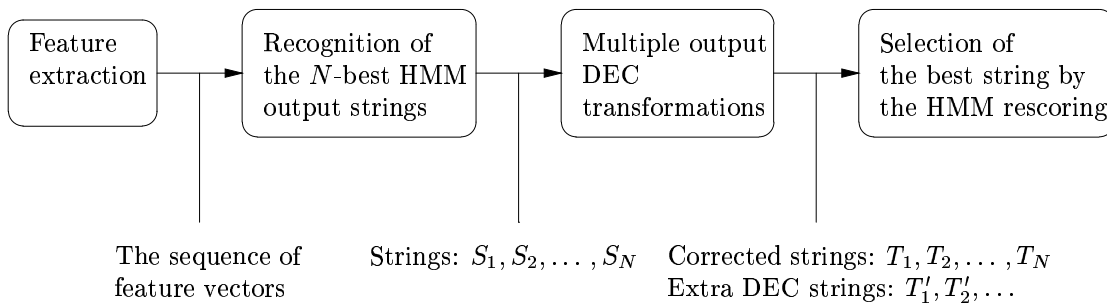 Feature
extraction
Recognition of
the N-best HMM
output strings
Multiple output
DEC
transformations
Selection of
the best string by
the HMM rescoring
The sequence of
feature vectors
Strings: S₁, S₂, . . . , S_N
Corrected strings: T₁, T₂, . . . , T_N
Extra DEC strings: T′₁, T′₂, . . .